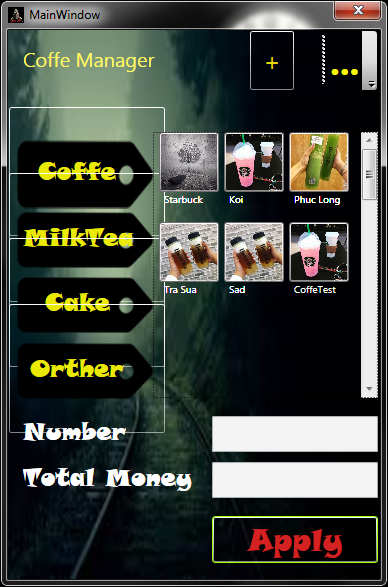 MainWindow
Coffe Manager
+
...
Coffe
MilkTea
Cake
Orther
Starbuck
Koi
Phuc Long
Tra Sua
Sad
CoffeTest
Number
Total Money
Apply